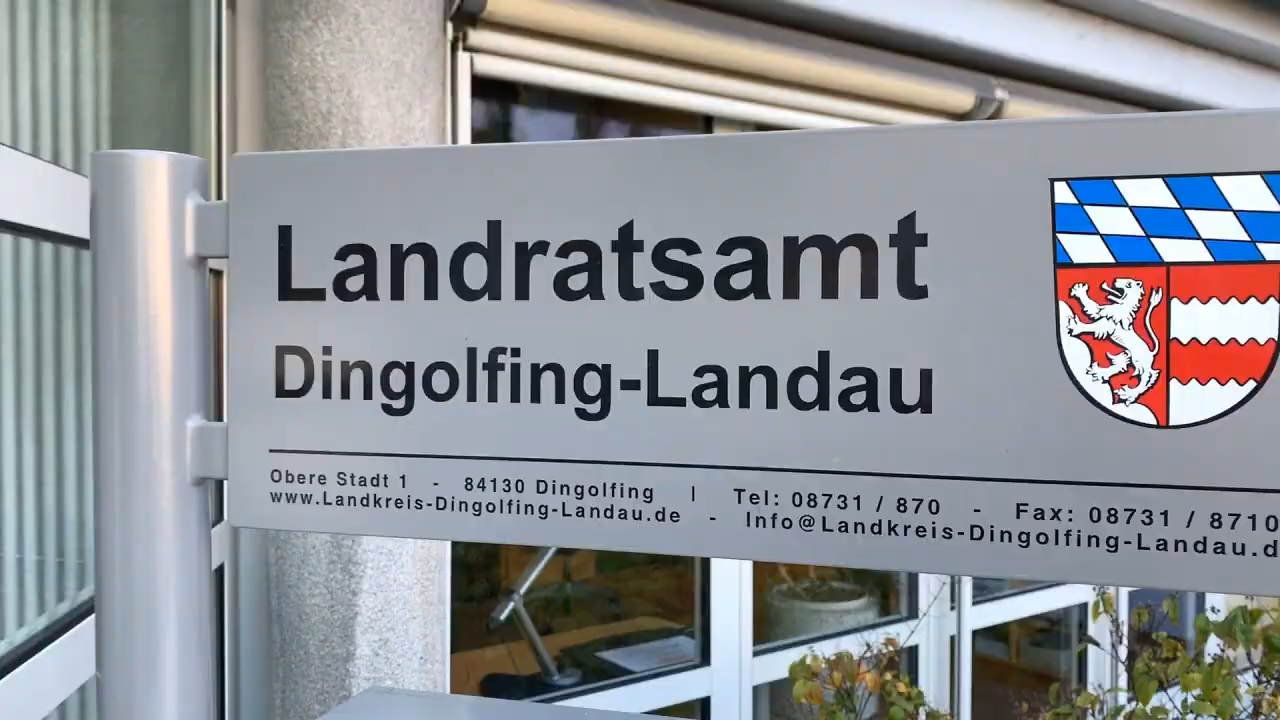 Landratsamt
Dingolfing-Landau
Obere Stadt 1 - 84130 Dingolfing | Tel: 08731 / 870 - Fax: 08731 / 8710
www.Landkreis-Dingolfing-Landau.de - Info@Landkreis-Dingolfing-Landau.d